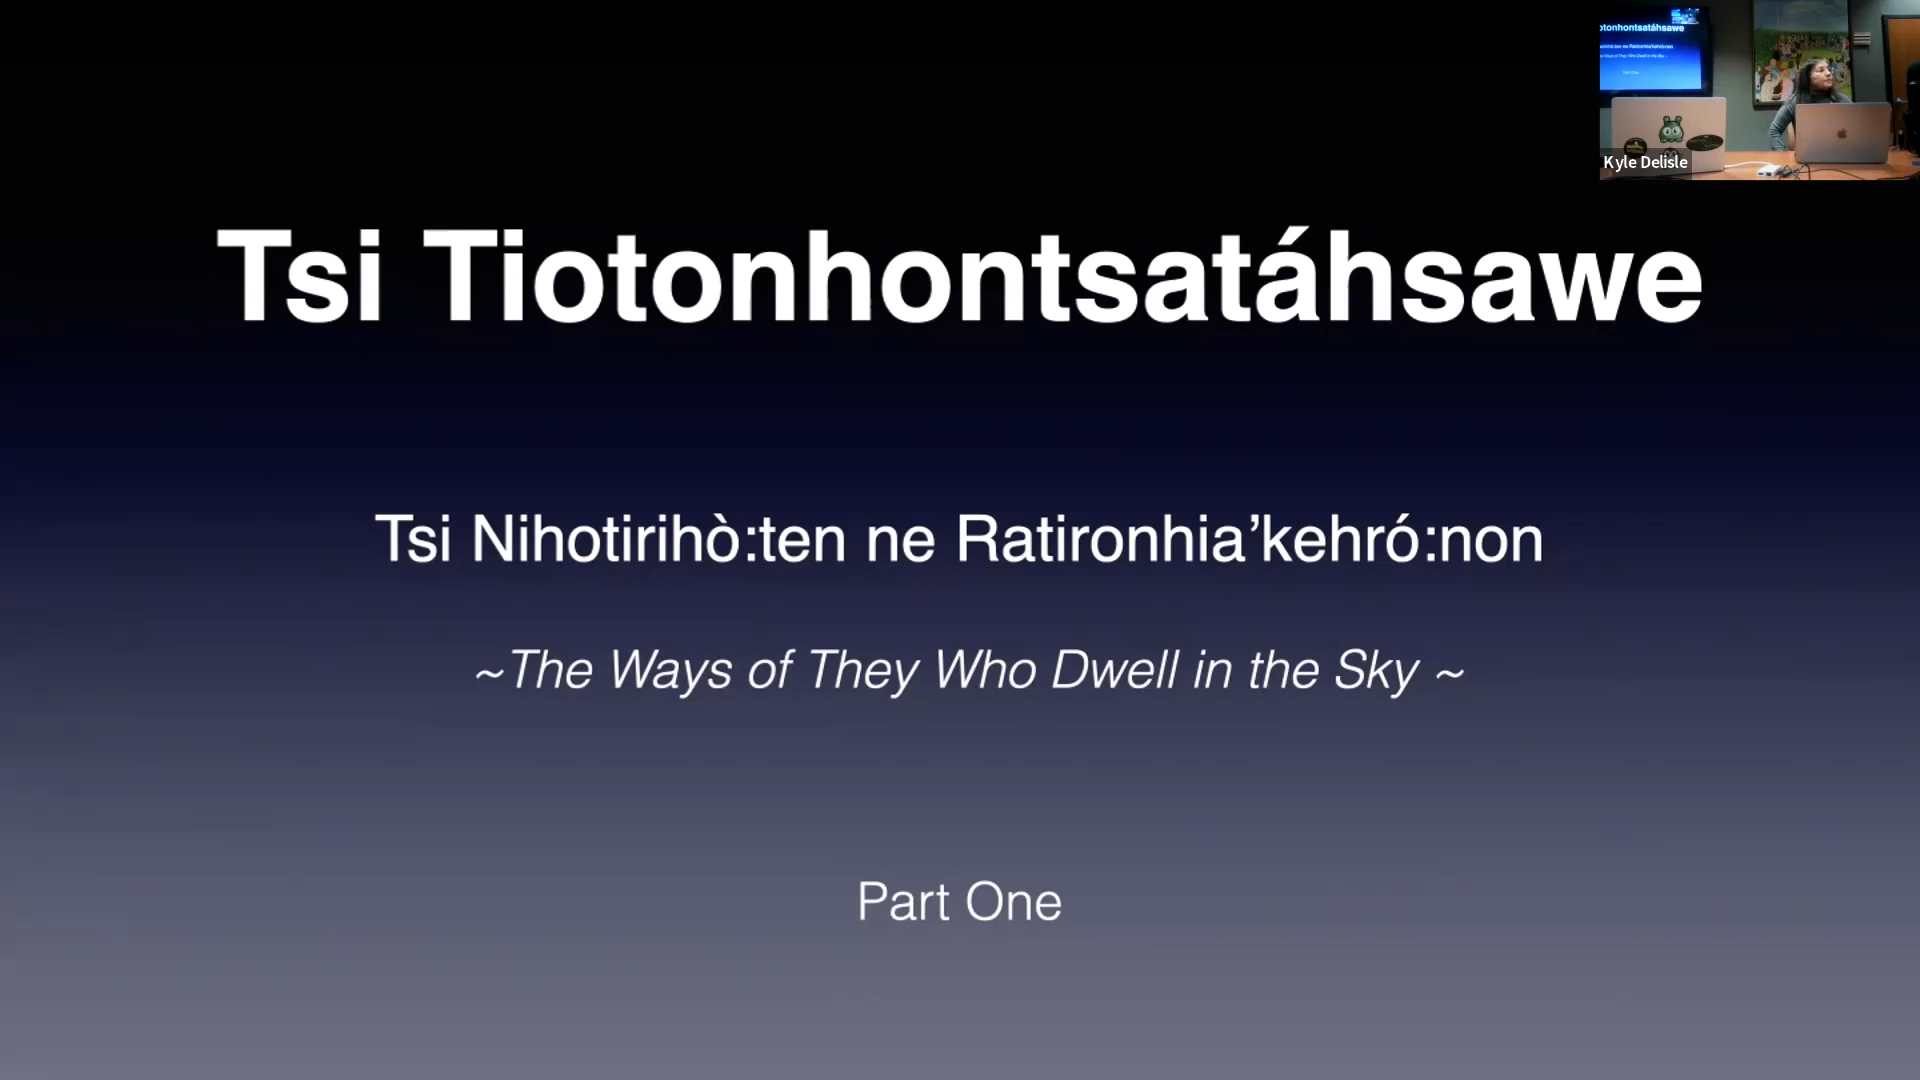 Tsi Tiotonhontsatáhsawe
Tsi Nihotirihò:ten ne Ratironhia’kehró:non
~The Ways of They Who Dwell in the Sky ~
Part One
Kyle Delisle